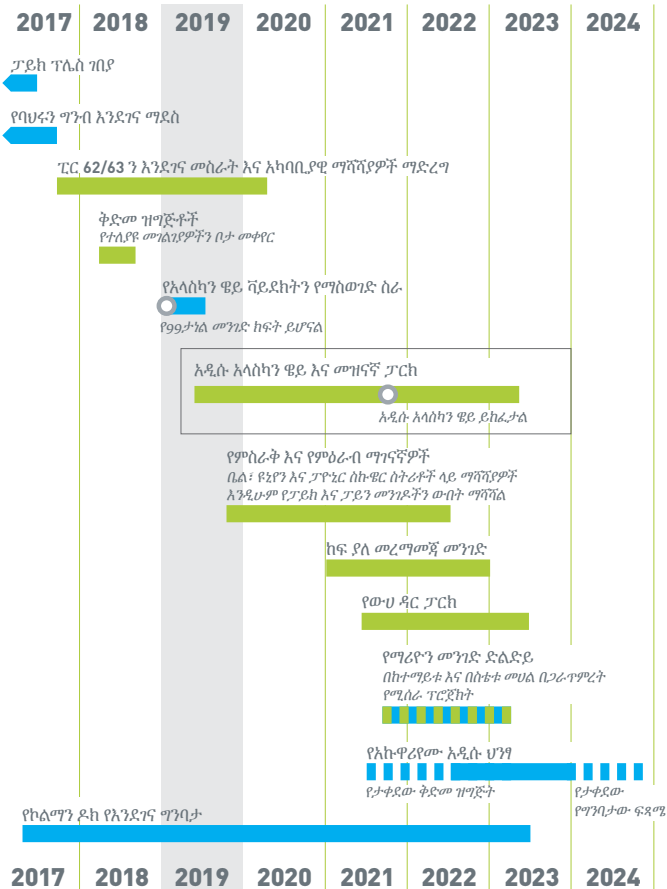 2017 2018 2019 2020 2021 2022 2023 2024
ፓይክ ፕሌስ ገበያ
የባህሩን ግንብ እንደገና ማደስ
ፒር 62/63 ን እንደገና መስራት እና አካባቢያዊ ማሻሻያዎች ማድረግ
ቅድመ ዝግጅቶች
የተለያዩ መገልገያዎችን ቦታ መቀየር
የአላስካን ዌይ ቫይደክትን የማስወገድ ስራ
የ99ታነል መንገድ ክፍት ይሆናል
አዲሱ አላስካን ዌይ እና መዝናኛ ፓርክ
አዲሱ አላስካን ዌይ ይከፈታል
የምስራቅ እና የምዕራብ ማገናኛዎች
ቤል፣ ዩኒየን እና ፓዮኒር ስኩዌር ስትሪቶች ላይ ማሻሻያዎች
እንዲሁም የፓይክ እና ፓይን መንገዶችን ውበት ማሻሻል
ከፍ ያለ መረማመጃ መንገድ
የውሀ ዳር ፓርክ
የማሪዮን መንገድ ድልድይ
በከተማይቱ እና በስቴቱ መሀል በጋራጥምረት
የሚሰራ ፕሮጀክት
የአኩዋሪየሙ አዲሱ ህንፃ
የታቀደው ቅድመ ዝግጅት
የታቀደው
የግንባታው ፍጻሜ
የኮልማን ዶክ የእንደገና ግንባታ
2017 2018 2019 2020 2021 2022 2023 2024